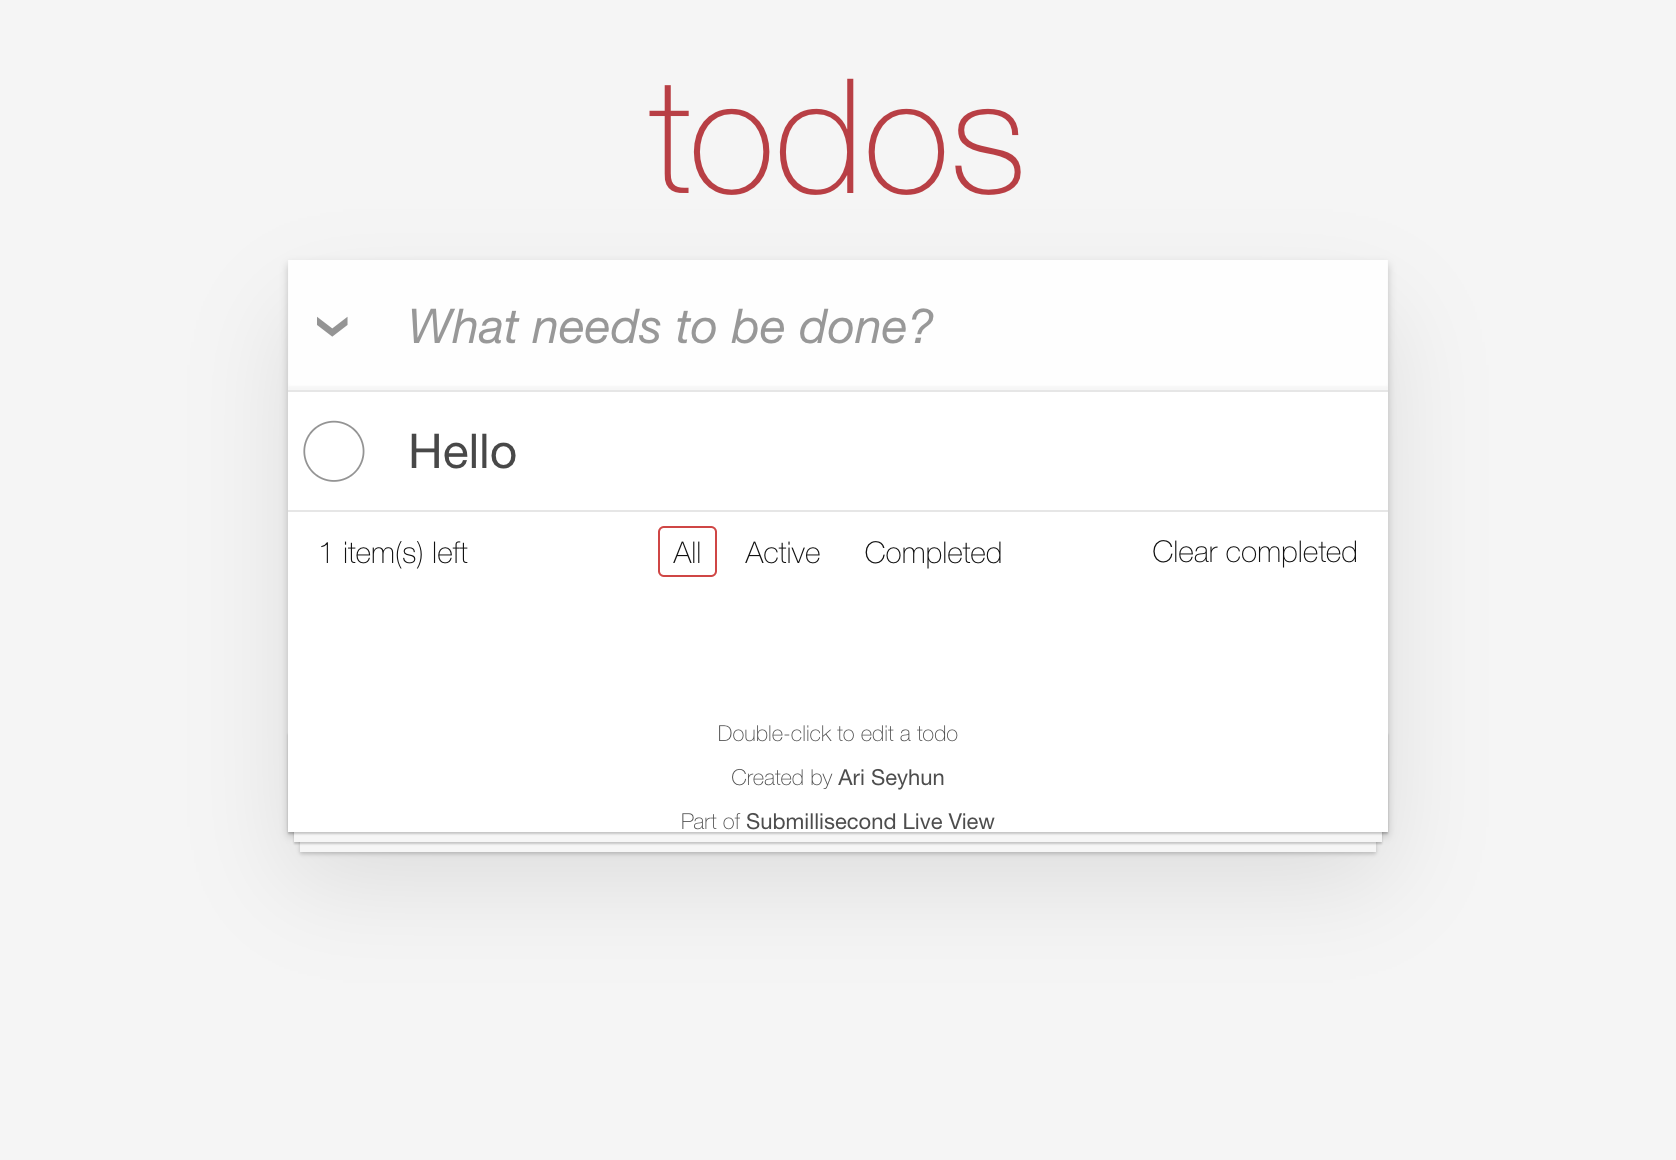 todos
What needs to be done?
Hello
1 item(s) left All Active Completed Clear completed
Double-click to edit a todo
Created by Ari Seyhun
Part of Submillisecond Live View